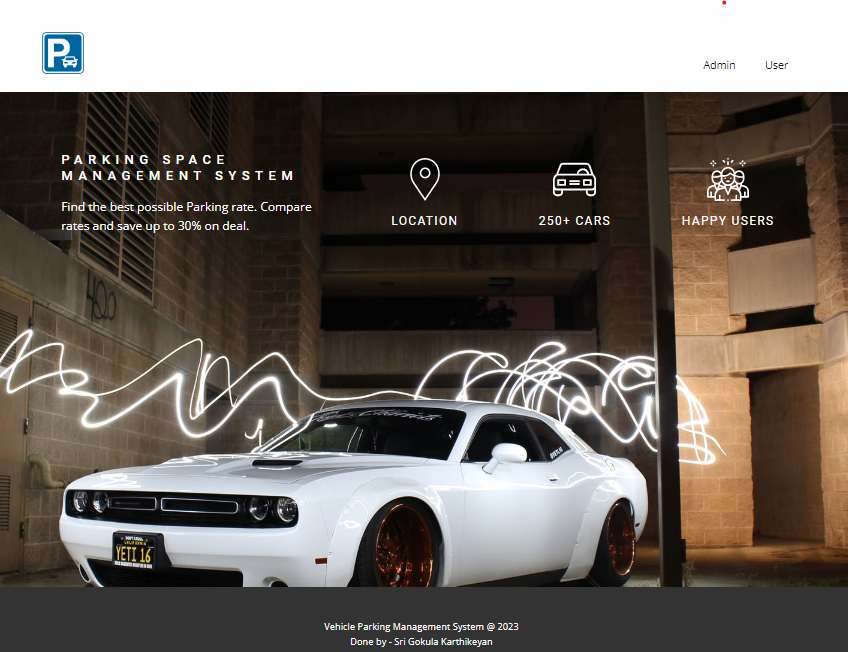 P
Admin
User
PARKING SPACE
MANAGEMENT SYSTEM
Find the best possible Parking rate. Compare
rates and save up to 30% on deal.
LOCATION
250+ CARS
HAPPY USERS
CALIFORNIA
YETI 16
Vehicle Parking Management System @ 2023
Done by - Sri Gokula Karthikeyan